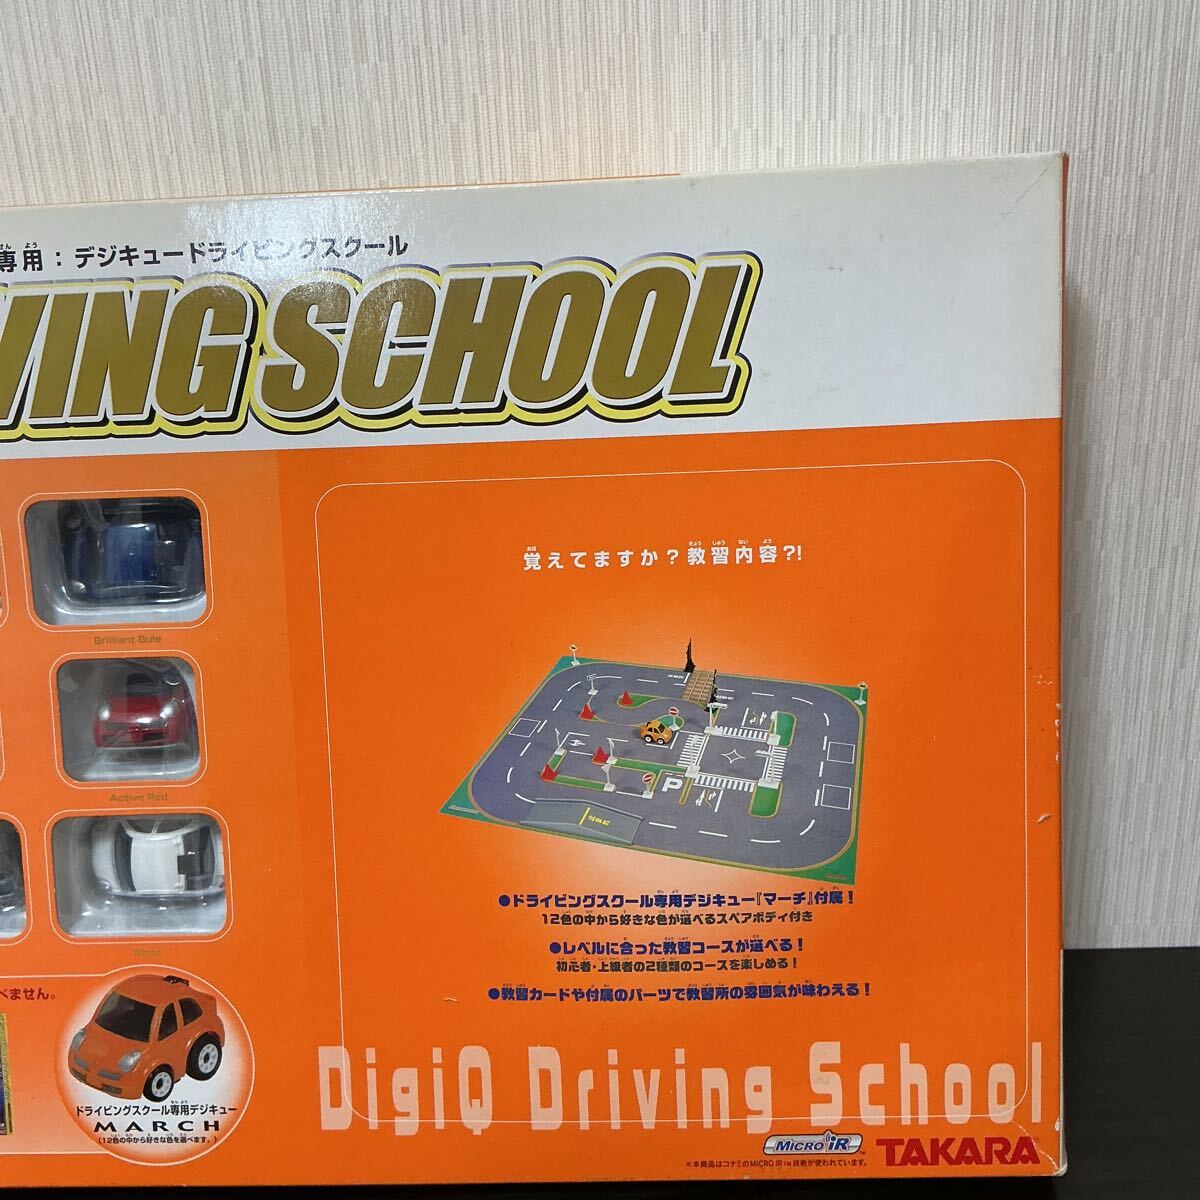 専用：デジキュードライビングスクール
VING SCHOOL
覚えてますか？教習内容?!
Brilliant Bule
Active Red
White
●ドライビングスクール専用デジキュー『マーチ』付属！
12色の中から好きな色が選べるスペアボディ付き
●レベルに合った教習コースが選べる！
初心者・上級者の2種類のコースを楽しめる！
●教習カードや付属のパーツで教習所の雰囲気が味わえる！
べません。
ドライビングスクール専用デジキュー
MARCH
（12色の中から好きな色を選べます。）
DigiQ Driving School
MICRO iR
TAKARA
※本商品はコナミのMICRO IR™技術が使われています。
P